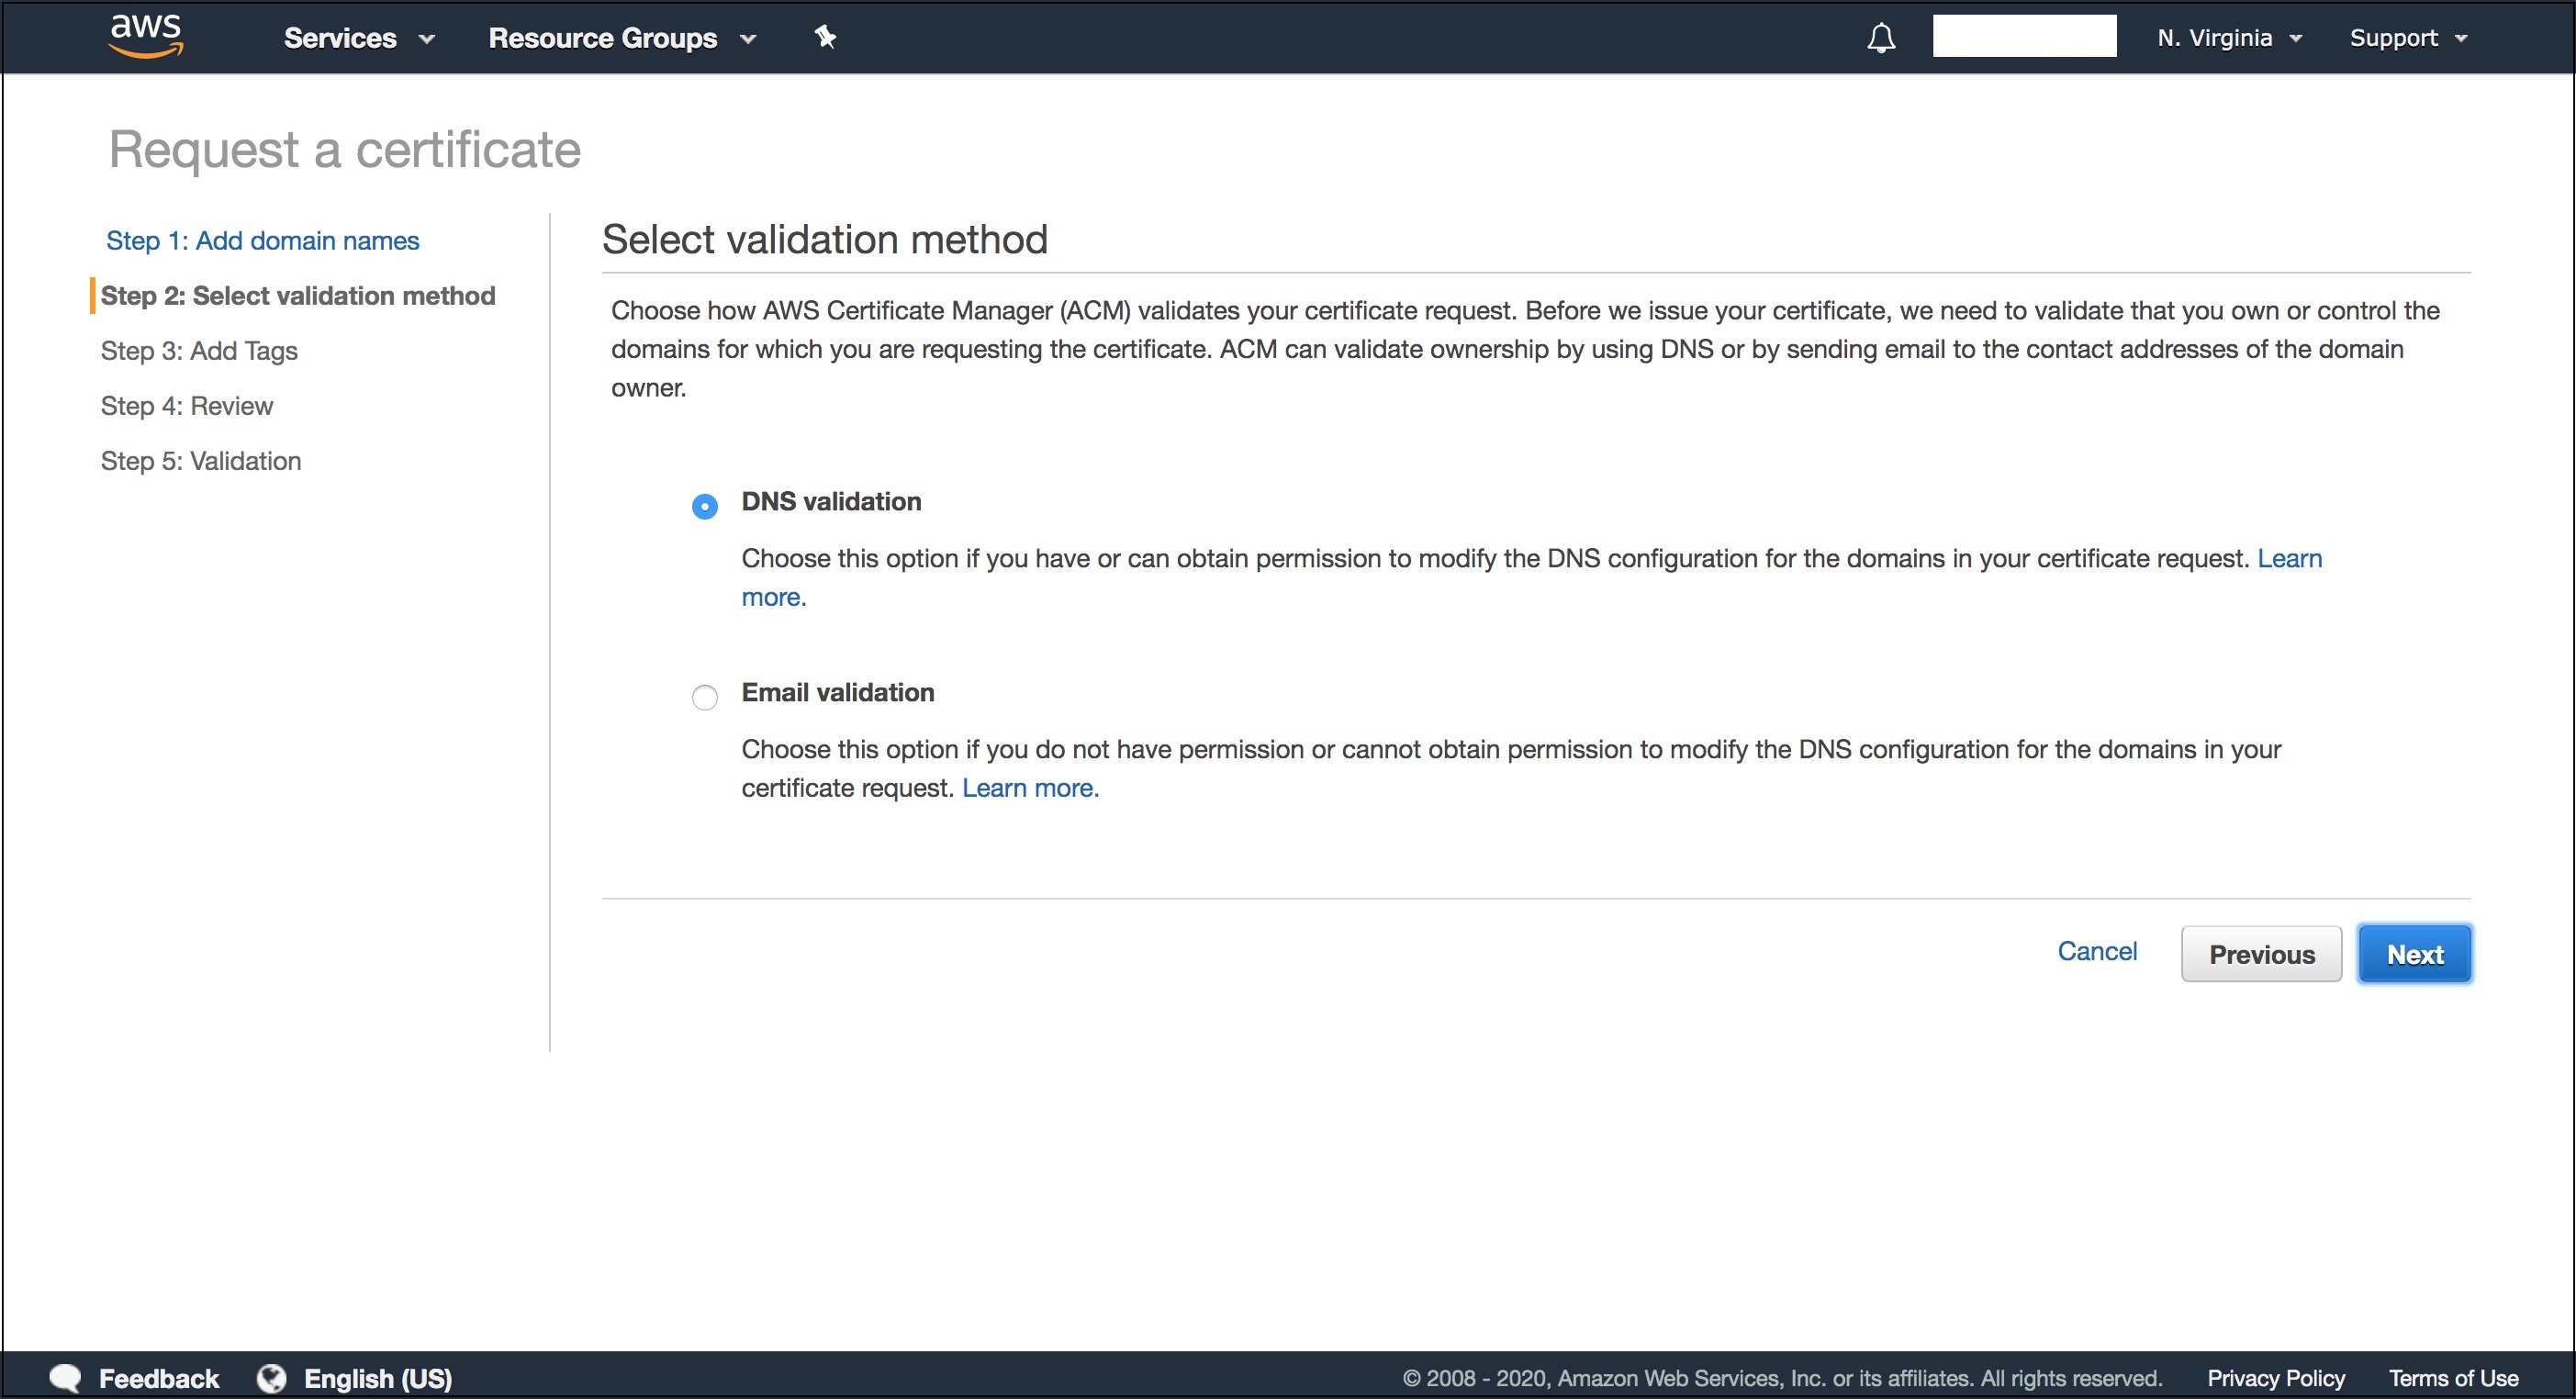 aws Services Resource Groups N. Virginia Support
Request a certificate
Step 1: Add domain names
Step 2: Select validation method
Step 3: Add Tags
Step 4: Review
Step 5: Validation
Select validation method
Choose how AWS Certificate Manager (ACM) validates your certificate request. Before we issue your certificate, we need to validate that you own or control the
domains for which you are requesting the certificate. ACM can validate ownership by using DNS or by sending email to the contact addresses of the domain
owner.
DNS validation
Choose this option if you have or can obtain permission to modify the DNS configuration for the domains in your certificate request. Learn
more.
Email validation
Choose this option if you do not have permission or cannot obtain permission to modify the DNS configuration for the domains in your
certificate request. Learn more.
Cancel Previous Next
Feedback English (US) © 2008 - 2020, Amazon Web Services, Inc. or its affiliates. All rights reserved. Privacy Policy Terms of Use